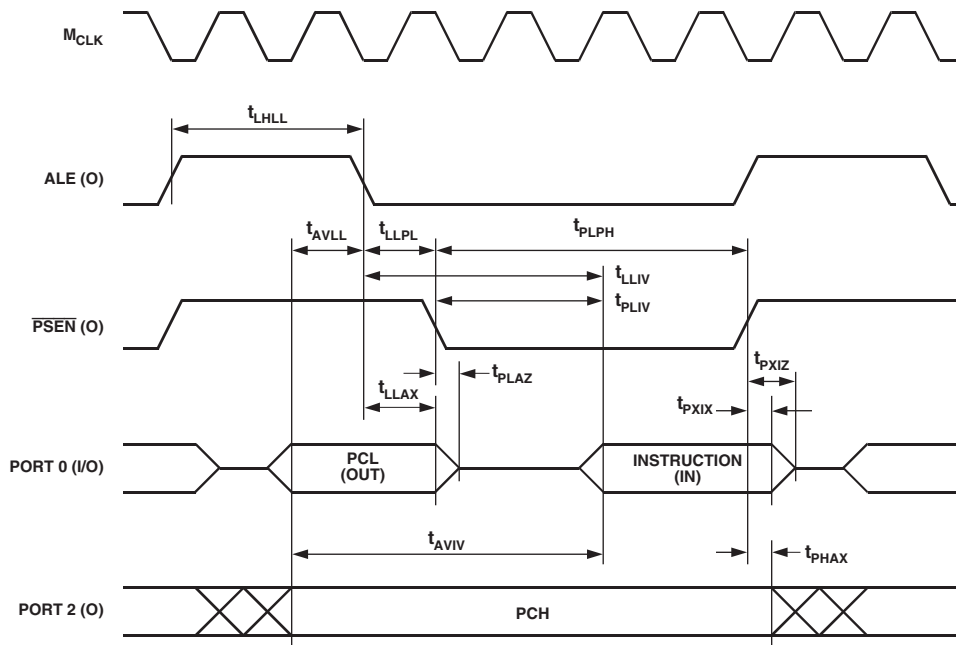 MCLK
tLHLL
ALE (O)
tAVLL tLLPL tPLPH
tLLIV
PSEN (O)
tPLIV
tPLAZ
tPXIZ
tLLAX
tPXIX
PORT 0 (I/O)
PCL
(OUT)
INSTRUCTION
(IN)
tAVIV
tPHAX
PORT 2 (O)
PCH